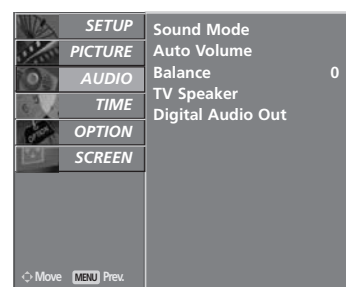 SETUP
PICTURE
AUDIO
TIME
OPTION
SCREEN
Sound Mode
Auto Volume
Balance 0
TV Speaker
Digital Audio Out
Move MENU Prev.